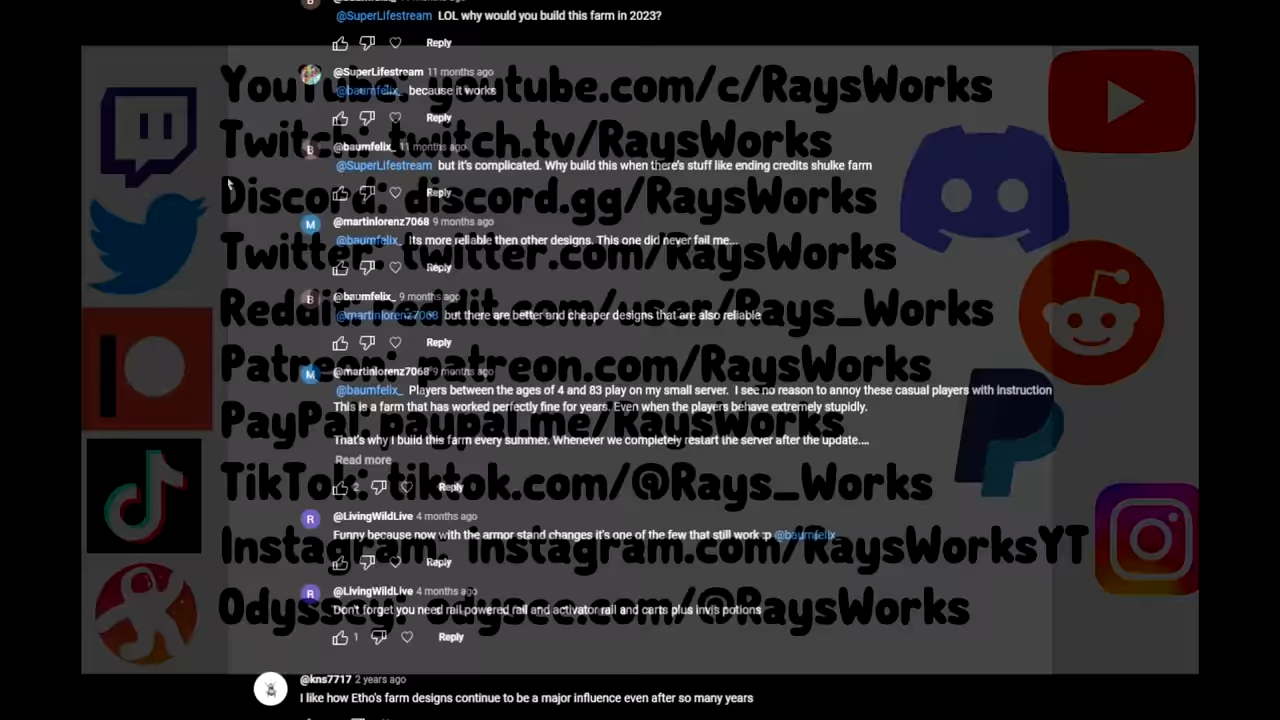 @SuperLifestream LOL why would you build this farm in 2023?
Reply
@SuperLifestream 11 months ago
@baumfelix_ because it works
Reply
@baumfelix_ 11 months ago
@SuperLifestream but it's complicated. Why build this when there's stuff like ending credits shulke farm
Reply
@martinlorenz7068 9 months ago
@baumfelix_ Its more reliable then other designs. This one did never fail me...
Reply
@baumfelix_ 9 months ago
@martinlorenz7068 but there are better and cheaper designs that are also reliable
Reply
@martinlorenz7068 9 months ago
@baumfelix_ Players between the ages of 4 and 83 play on my small server. I see no reason to annoy these casual players with instruction
This is a farm that has worked perfectly fine for years. Even when the players behave extremely stupidly.
That's why I build this farm every summer. Whenever we completely restart the server after the update....
Read more
2 Reply
@LivingWildLive 4 months ago
Funny because now with the armor stand changes it's one of the few that still work :p @baumfelix_
Reply
@LivingWildLive 4 months ago
Don't forget you need rail powered rail and activator rail and carts plus invis potions
1 Reply
@kns7717 2 years ago
I like how Etho's farm designs continue to be a major influence even after so many years
YouTube: youtube.com/c/RaysWorks
Twitch: twitch.tv/RaysWorks
Discord: discord.gg/RaysWorks
Twitter: twitter.com/RaysWorks
Reddit: reddit.com/user/Rays_Works
Patreon: patreon.com/RaysWorks
PayPal: paypal.me/RaysWorks
TikTok: tiktok.com/@Rays_Works
Instagram: instagram.com/RaysWorksYT
Odyssey: odysee.com/@RaysWorks